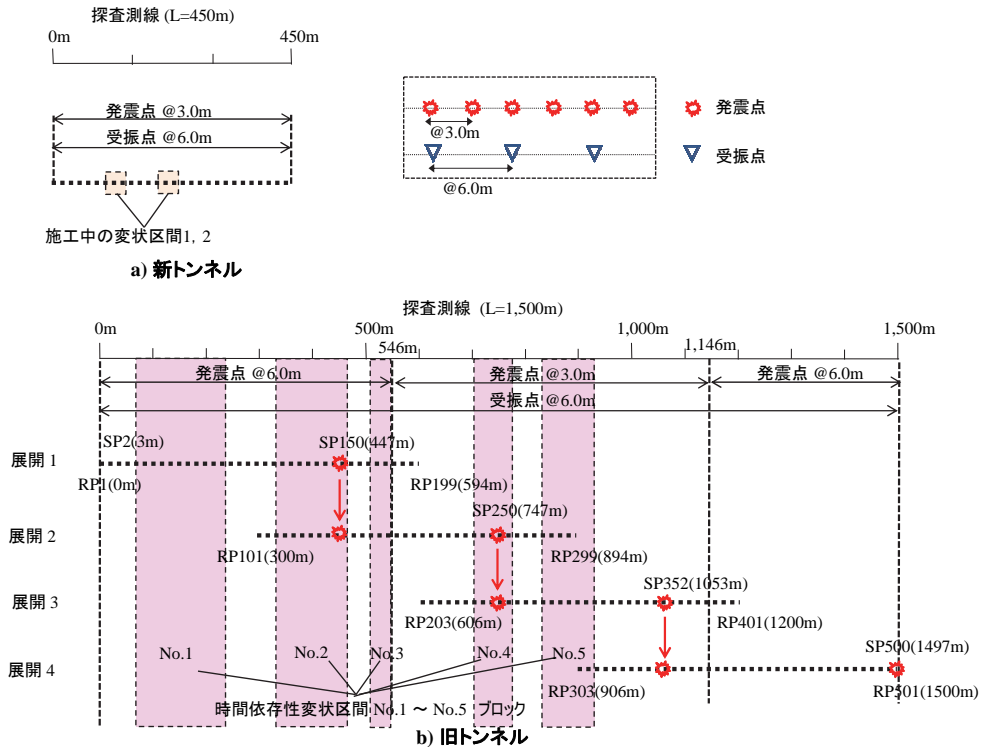 探査測線 (L=450m)
0m 450m
発震点 @3.0m
受振点 @6.0m
施工中の変状区間1, 2
a) 新トンネル
@3.0m
@6.0m
発震点
受振点
探査測線 (L=1,500m)
0m 500m 1,000m 1,500m
546m 1,146m
発震点 @6.0m 発震点 @3.0m 発震点 @6.0m
受振点 @6.0m
展開 1
SP2(3m) SP150(447m)
RP1(0m) RP199(594m)
展開 2
SP250(747m)
RP101(300m) RP299(894m)
展開 3
SP352(1053m)
RP203(606m) RP401(1200m)
展開 4
No.1 No.2 No.3 No.4 No.5
SP500(1497m)
RP303(906m) RP501(1500m)
時間依存性変状区間 No.1 ～ No.5 ブロック
b) 旧トンネル